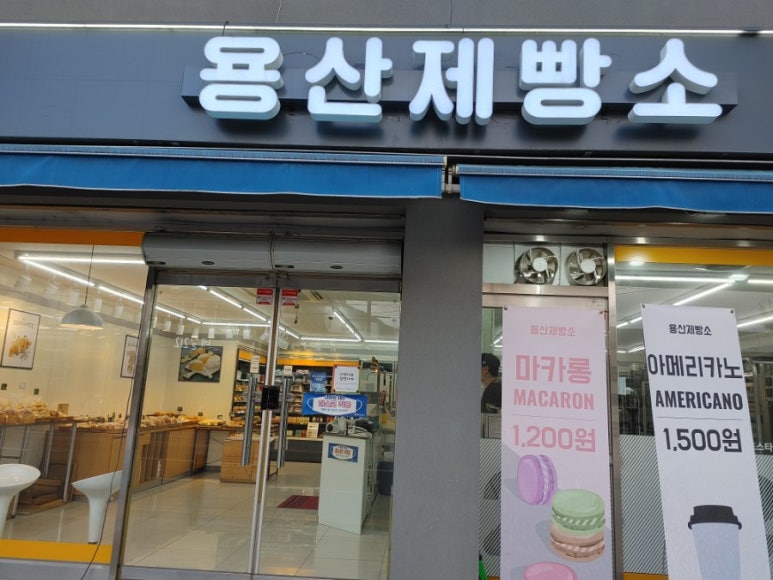 용산제빵소
용산제빵소
마카롱
MACARON
1,200원
용산제빵소
아메리카노
AMERICANO
1,500원